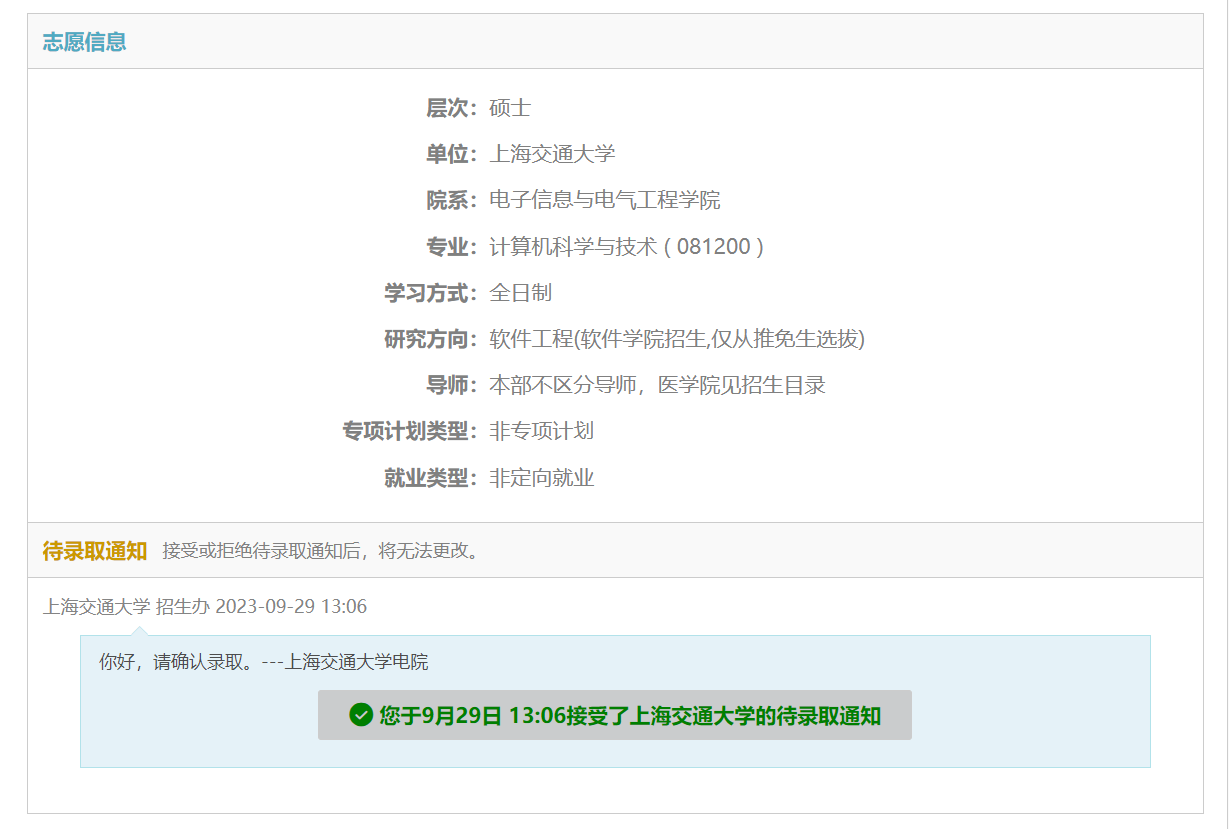 志愿信息
层次：硕士
单位：上海交通大学
院系：电子信息与电气工程学院
专业：计算机科学与技术 ( 081200 )
学习方式：全日制
研究方向：软件工程(软件学院招生,仅从推免生选拔)
导师：本部不区分导师，医学院见招生目录
专项计划类型：非专项计划
就业类型：非定向就业
待录取通知 接受或拒绝待录取通知后，将无法更改。
上海交通大学 招生办 2023-09-29 13:06
你好，请确认录取。---上海交通大学电院
您于9月29日 13:06接受了上海交通大学的待录取通知